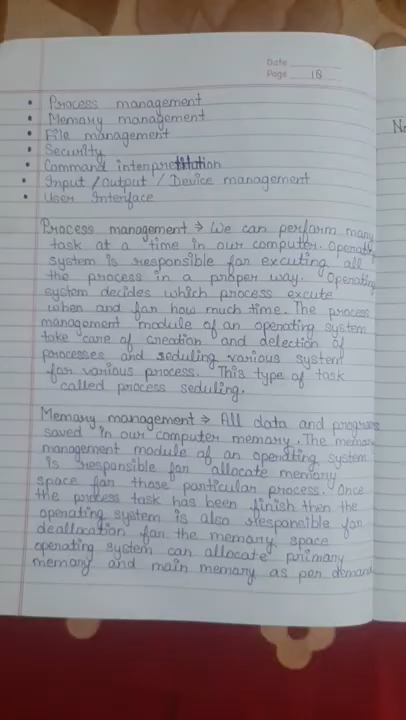 Date
Page 18
• Process management
• Memory management
• File management
• Security
• Command interpretitation
• Input / output / Device management
• User Interface
Process management → We can perform many
task at a time in our computer. Operating
system is responsible for excuting all
the process in a proper way. Operating
system decides which process excute
when and for how much time. The process
management module of an operating system
take care of creation and delection of
processes and seduling various system
for various process. This type of task
called process seduling.
Memory management ⇒ All data and programs
saved in our computer memory. The memory
management module of an operating system
is responsible for allocate memory
space for those particular process. Once
the process task has been finish then the
operating system is also responsible for
deallocation for the memory space
operating system can allocate primary
memory and main memory as per demand